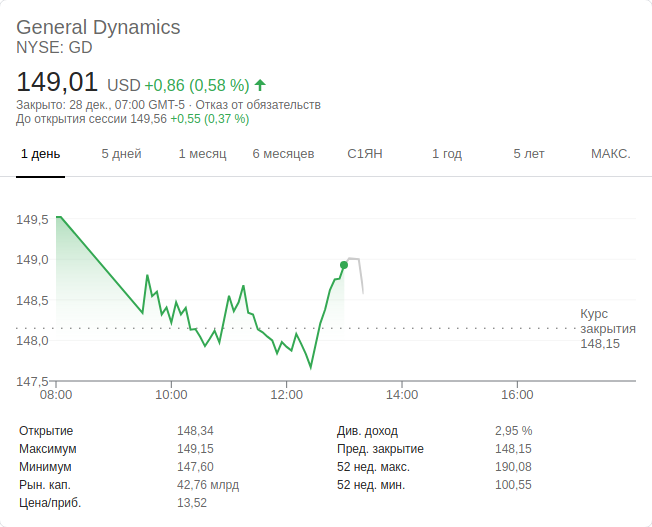 General Dynamics
NYSE: GD
149,01 USD +0,86 (0,58 %)
Закрыто: 28 дек., 07:00 GMT-5 · Отказ от обязательств
До открытия сессии 149,56 +0,55 (0,37 %)
1 день 5 дней 1 месяц 6 месяцев С1ЯН 1 год 5 лет МАКС.
149,5
149,0
148,5
148,0
147,5
Курс
закрытия
148,15
08:00 10:00 12:00 14:00 16:00
Открытие 148,34 Див. доход 2,95 %
Максимум 149,15 Пред. закрытие 148,15
Минимум 147,60 52 нед. макс. 190,08
Рын. кап. 42,76 млрд 52 нед. мин. 100,55
Цена/приб. 13,52